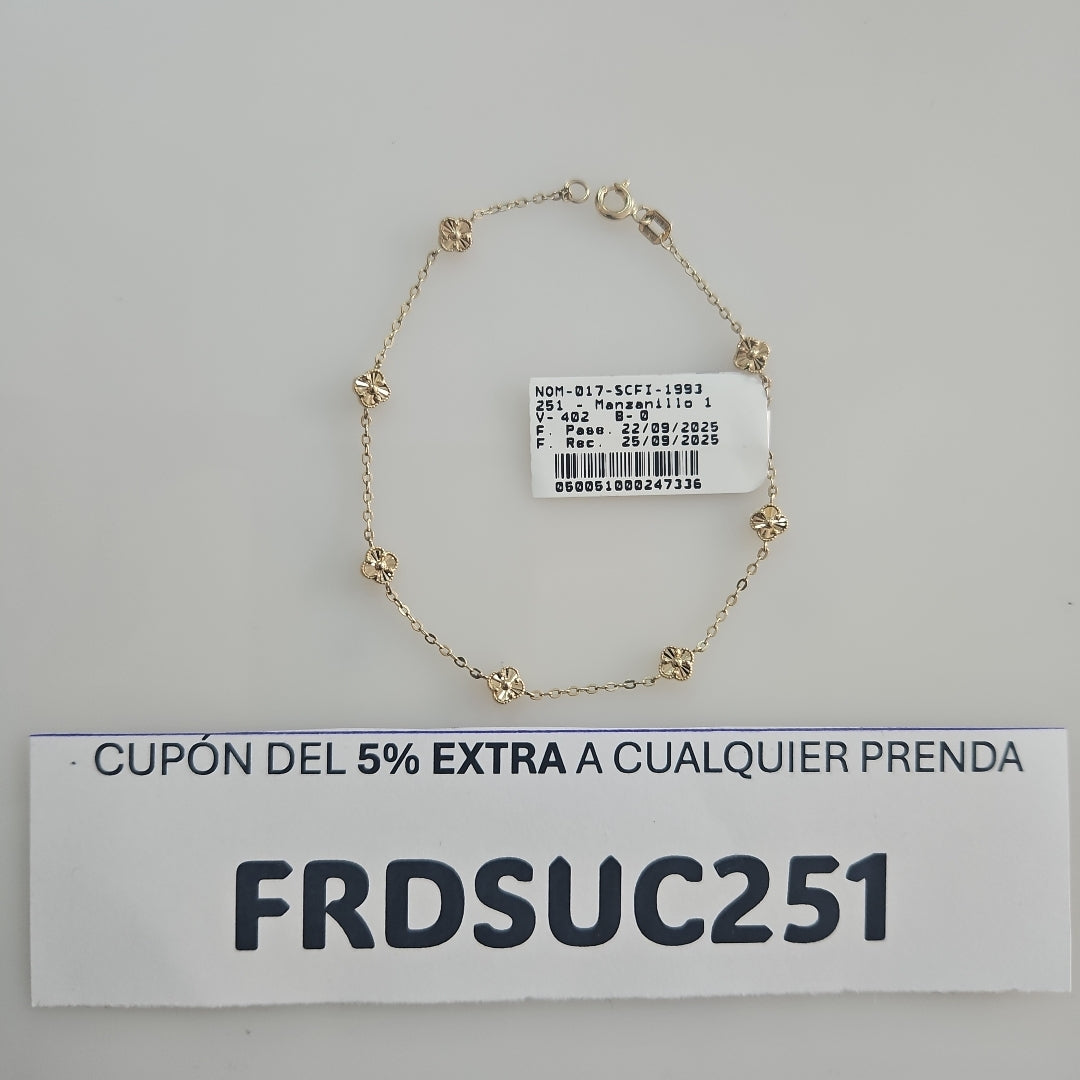 NOM-017-SCFI-1993
251 - Manzanillo 1
V- 402 B- 0
F. Pase. 22/09/2025
F. Rec. 25/09/2025
050051000247336
CUPÓN DEL 5% EXTRA A CUALQUIER PRENDA
FRDSUC251